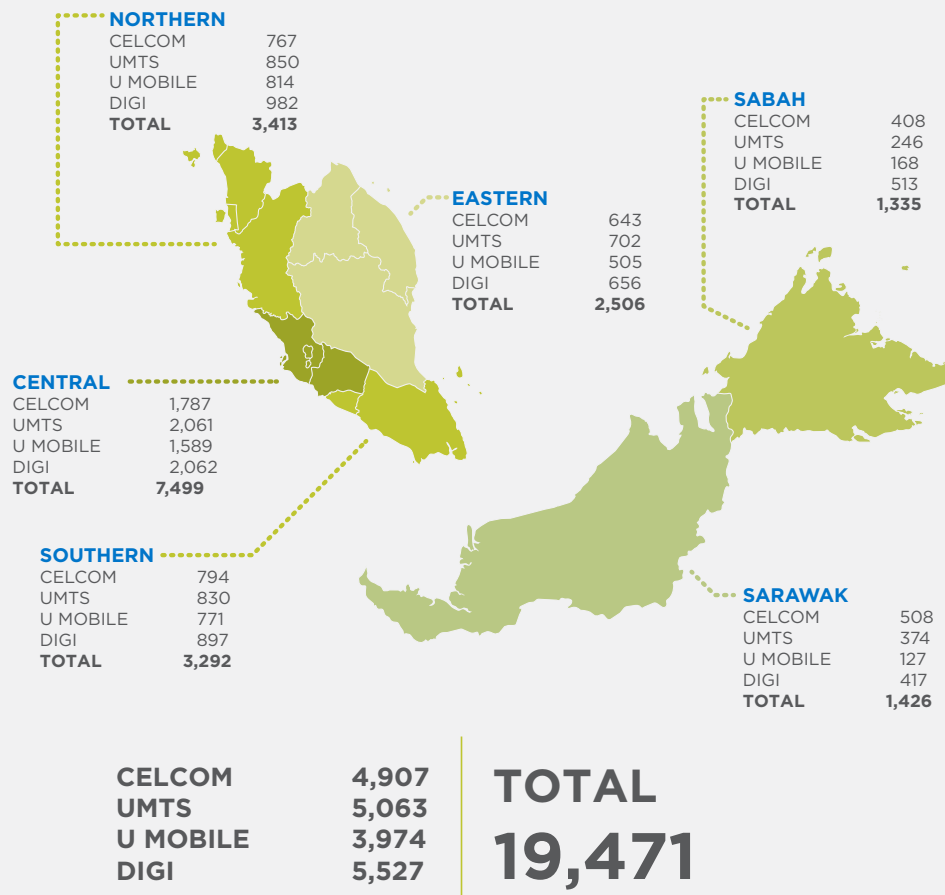 NORTHERN
CELCOM 767
UMTS 850
U MOBILE 814
DIGI 982
TOTAL 3,413
SABAH
CELCOM 408
UMTS 246
U MOBILE 168
DIGI 513
TOTAL 1,335
EASTERN
CELCOM 643
UMTS 702
U MOBILE 505
DIGI 656
TOTAL 2,506
CENTRAL
CELCOM 1,787
UMTS 2,061
U MOBILE 1,589
DIGI 2,062
TOTAL 7,499
SOUTHERN
CELCOM 794
UMTS 830
U MOBILE 771
DIGI 897
TOTAL 3,292
SARAWAK
CELCOM 508
UMTS 374
U MOBILE 127
DIGI 417
TOTAL 1,426
CELCOM 4,907
UMTS 5,063
U MOBILE 3,974
DIGI 5,527
TOTAL
19,471